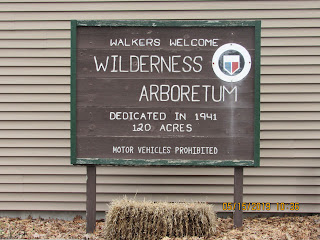 WALKERS WELCOME
WILDERNESS
ARBORETUM
DEDICATED IN 1941
120 ACRES
MOTOR VEHICLES PROHIBITED